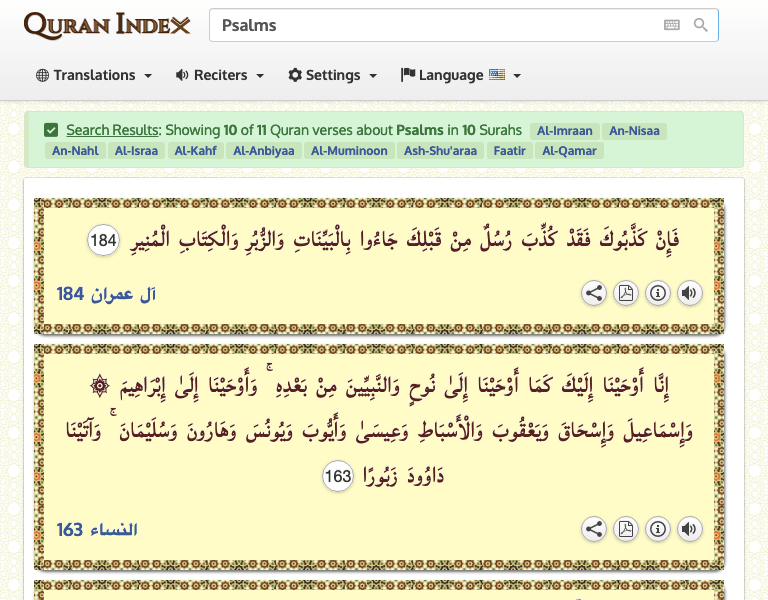 QURAN INDEX
Psalms
Translations Reciters Settings Language
Search Results: Showing 10 of 11 Quran verses about Psalms in 10 Surahs Al-Imraan An-Nisaa
An-Nahl Al-Israa Al-Kahf Al-Anbiyaa Al-Muminoon Ash-Shu'araa Faatir Al-Qamar
فَإِنْ كَذَّبُوكَ فَقَدْ كُذِّبَ رُسُلٌ مِنْ قَبْلِكَ جَاءُوا بِالْبَيِّنَاتِ وَالزُّبُرِ وَالْكِتَابِ الْمُنِيرِ 184
آل عمران 184
إِنَّا أَوْحَيْنَا إِلَيْكَ كَمَا أَوْحَيْنَا إِلَىٰ نُوحٍ وَالنَّبِيِّينَ مِنْ بَعْدِهِ ۚ وَأَوْحَيْنَا إِلَىٰ إِبْرَاهِيمَ ۞
وَإِسْمَاعِيلَ وَإِسْحَاقَ وَيَعْقُوبَ وَالْأَسْبَاطِ وَعِيسَىٰ وَأَيُّوبَ وَيُونُسَ وَهَارُونَ وَسُلَيْمَانَ ۚ وَآتَيْنَا
دَاوُودَ زَبُورًا 163
النساء 163